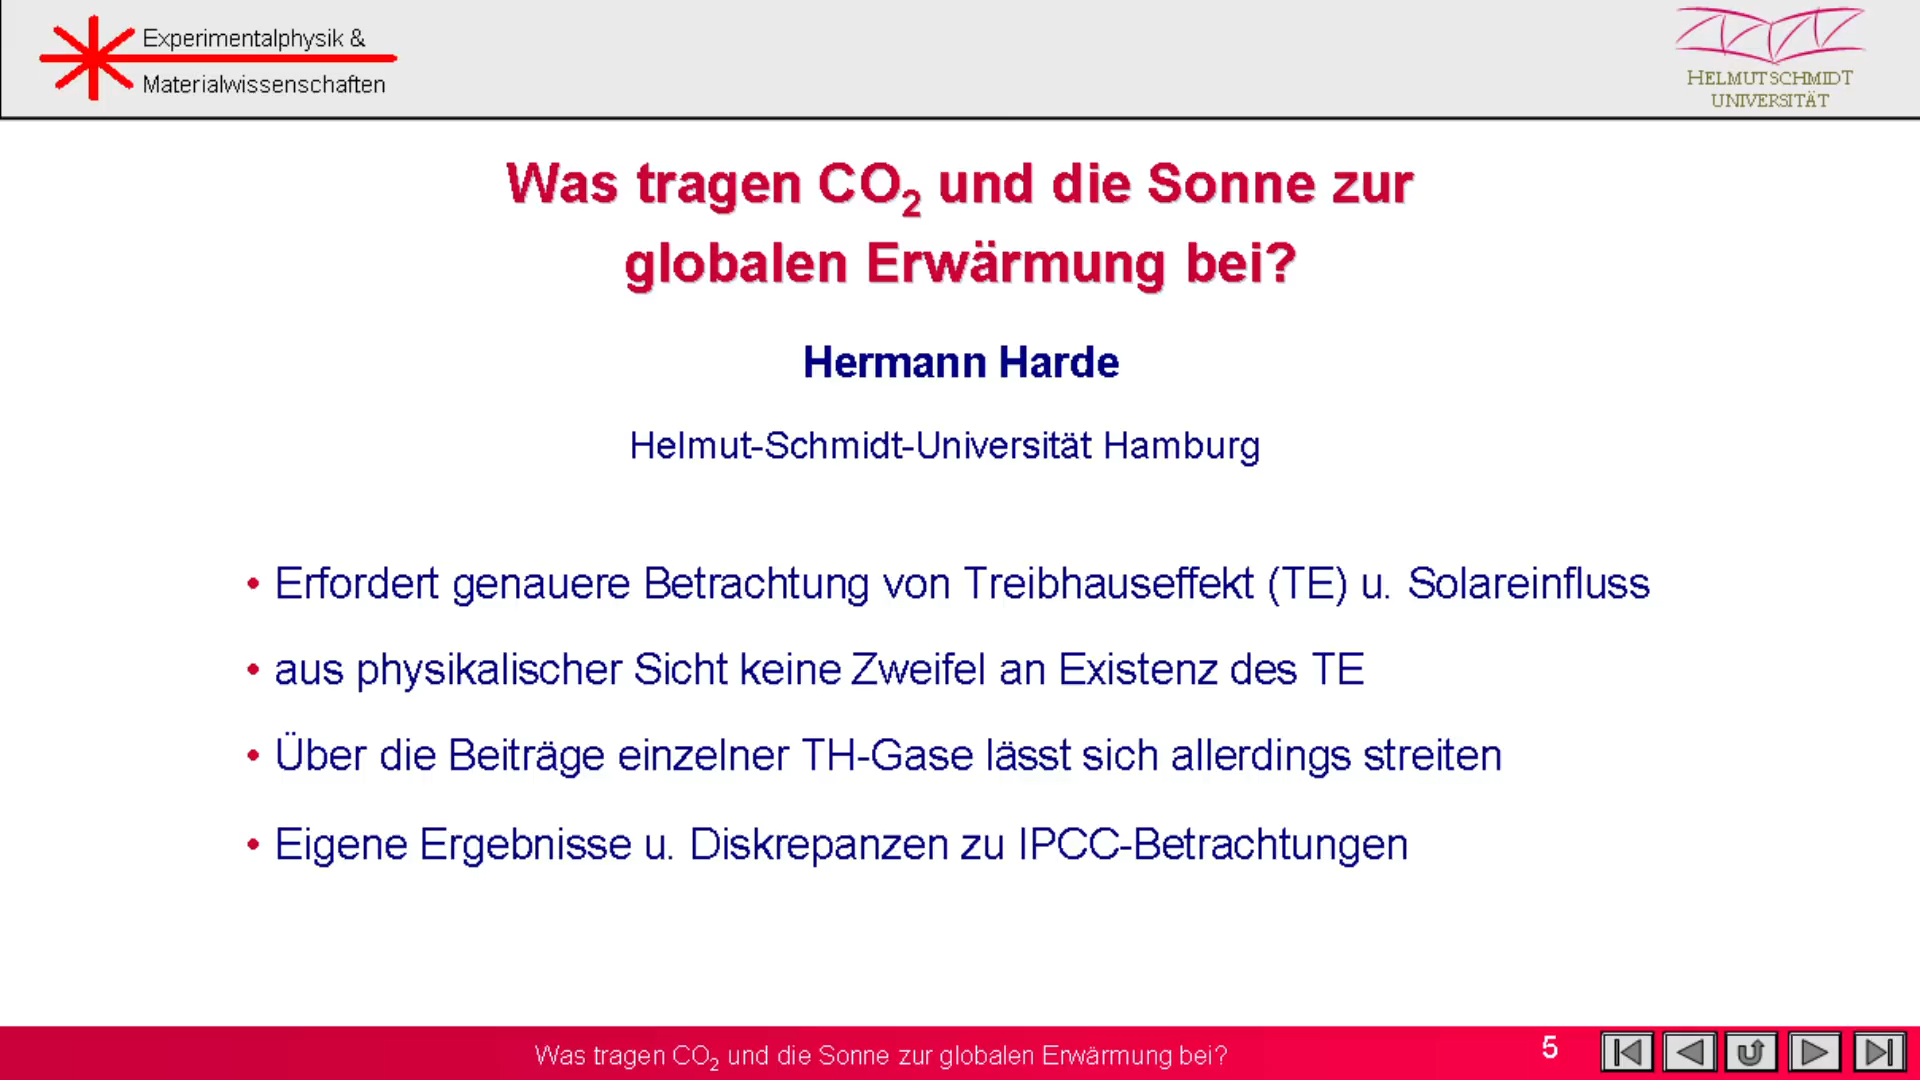 Experimentalphysik &
Materialwissenschaften
HELMUT SCHMIDT
UNIVERSITÄT
Was tragen CO₂ und die Sonne zur
globalen Erwärmung bei?
Hermann Harde
Helmut-Schmidt-Universität Hamburg
• Erfordert genauere Betrachtung von Treibhauseffekt (TE) u. Solareinfluss
• aus physikalischer Sicht keine Zweifel an Existenz des TE
• Über die Beiträge einzelner TH-Gase lässt sich allerdings streiten
• Eigene Ergebnisse u. Diskrepanzen zu IPCC-Betrachtungen
Was tragen CO₂ und die Sonne zur globalen Erwärmung bei?
5